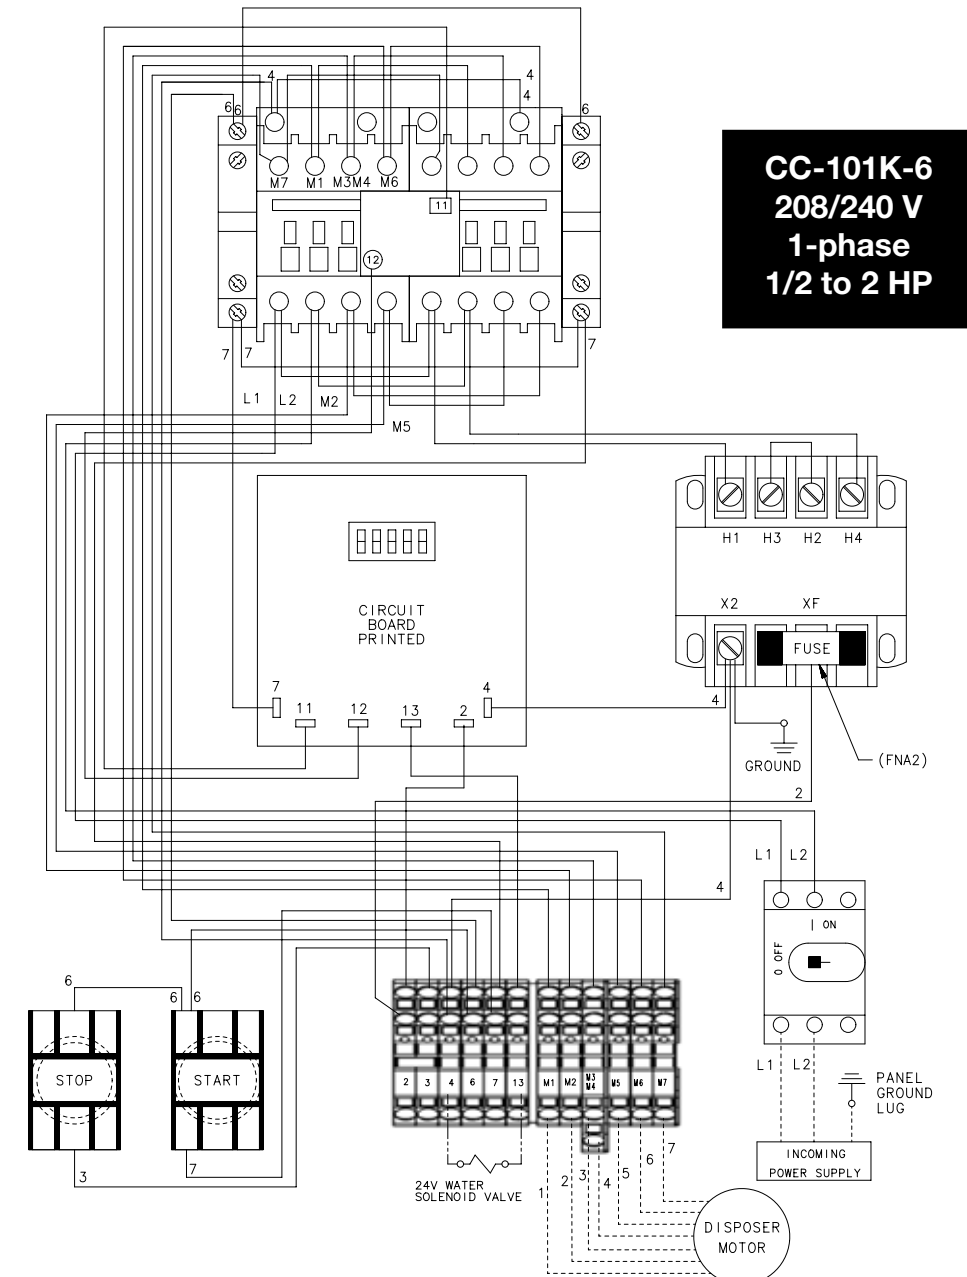 CC-101K-6
208/240 V
1-phase
1/2 to 2 HP
4
4
4
6
6
6
M7
M1
M3
M4
M6
11
12
7
7
7
L1
L2
M2
M5
H1
H3
H2
H4
X2
XF
FUSE
CIRCUIT
BOARD
PRINTED
7
11
12
13
2
4
4
GROUND
(FNA2)
2
L1
L2
4
| ON
O OFF
6
6
6
STOP
START
2
3
4
6
7
13
M1
M2
M3
M4
M5
M6
M7
L1
L2
PANEL
GROUND
LUG
INCOMING
POWER SUPPLY
3
7
24V WATER
SOLENOID VALVE
1
2
3
4
5
6
7
DISPOSER
MOTOR